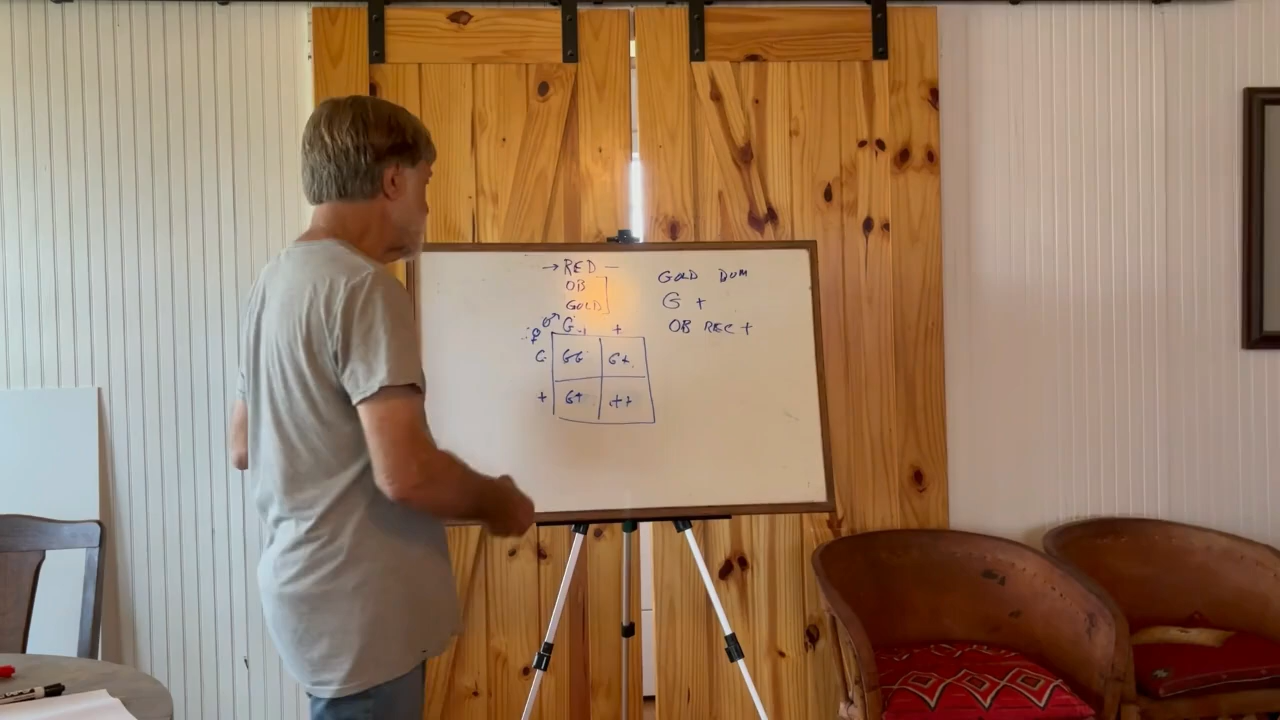 → RED —
OB
GOLD
♂ G +
♀
G GG G+
+ G+ ++
GOLD DOM
G +
OB REC +